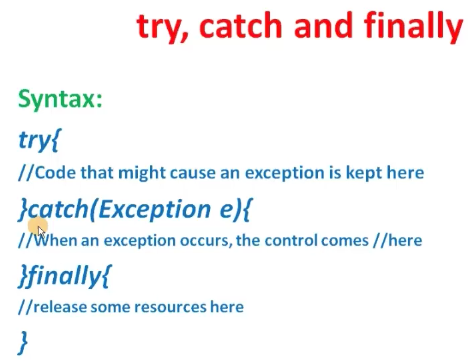 try, catch and finally
Syntax:
try{
//Code that might cause an exception is kept here
}catch(Exception e){
//When an exception occurs, the control comes //here
}finally{
//release some resources here
}